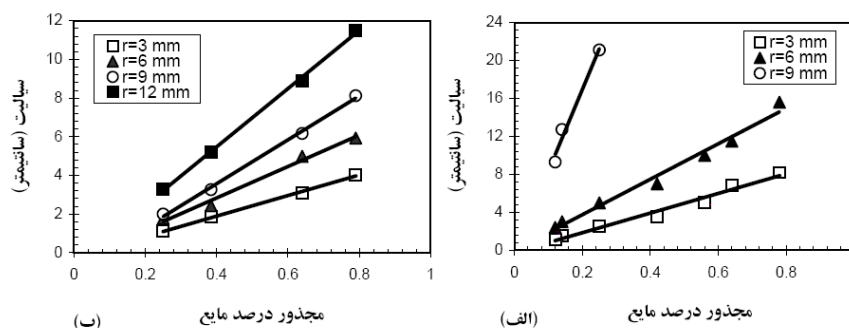 12
10
8
6
4
2
0
سیالیت (سانتیمتر)
r=3 mm
r=6 mm
r=9 mm
r=12 mm
0 0.2 0.4 0.6 0.8 1
مجذور درصد مایع
(ب)
24
20
16
12
8
4
0
سیالیت (سانتیمتر)
r=3 mm
r=6 mm
r=9 mm
0 0.2 0.4 0.6 0.8
مجذور درصد مایع
(الف)